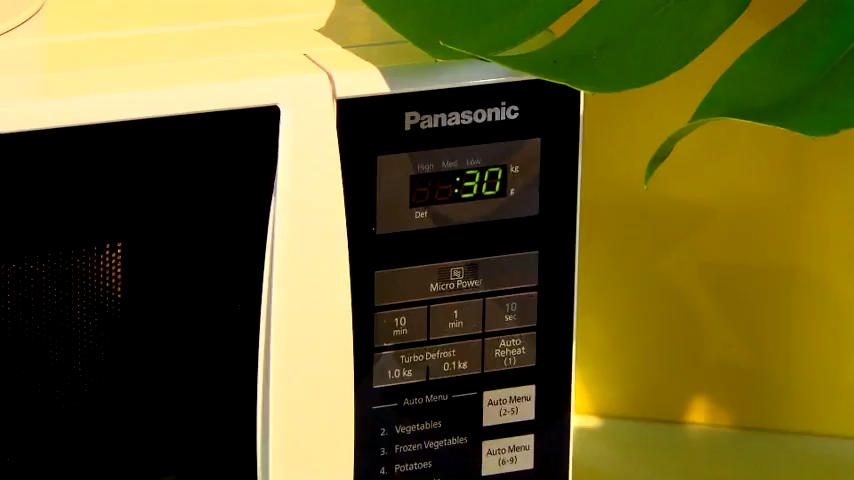 Panasonic
High Med Low
:30
kg
g
Def
Micro Power
10 min
1 min
10 sec
Turbo Defrost
1.0 kg
0.1 kg
Auto Reheat (1)
Auto Menu
Auto Menu (2-5)
2. Vegetables
3. Frozen Vegetables
4. Potatoes
Auto Menu (6-9)